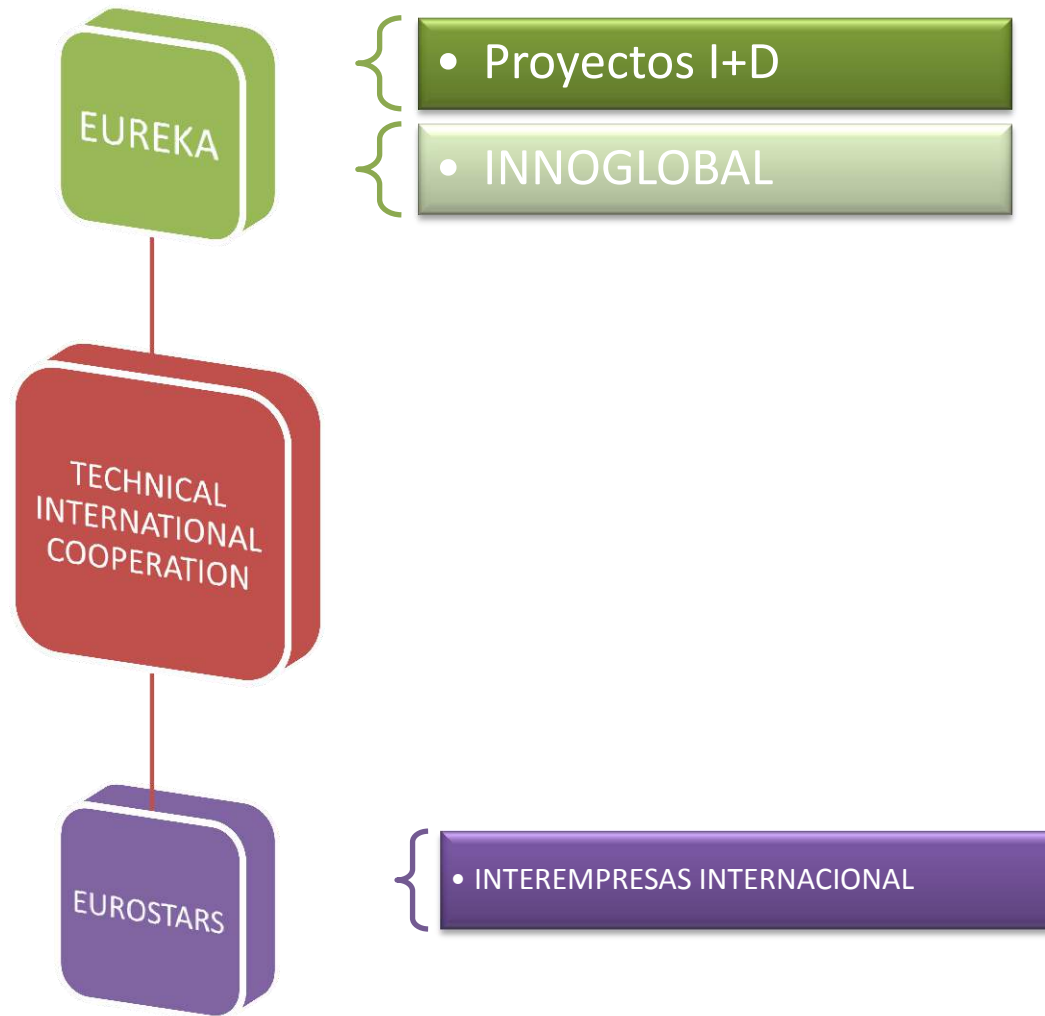 EUREKA
• Proyectos I+D
• INNOGLOBAL
TECHNICAL
INTERNATIONAL
COOPERATION
EUROSTARS
• INTEREMPRESAS INTERNACIONAL